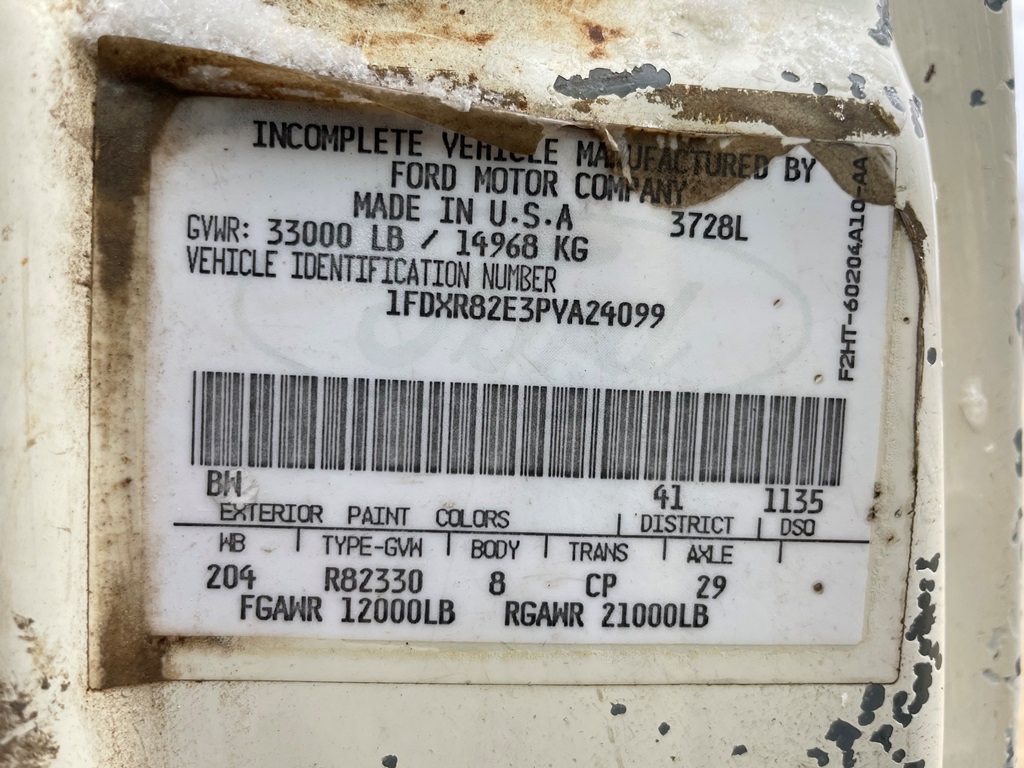 INCOMPLETE VEHICLE MANUFACTURED BY
FORD MOTOR COMPANY
MADE IN U.S.A 3728L
GVWR: 33000 LB / 14968 KG
VEHICLE IDENTIFICATION NUMBER
1FDXR82E3PVA24099
F2HT-60204A10-AA
BW 41 1135
EXTERIOR PAINT COLORS DISTRICT DSO
WB TYPE-GVW BODY TRANS AXLE
204 R82330 8 CP 29
FGAWR 12000LB RGAWR 21000LB